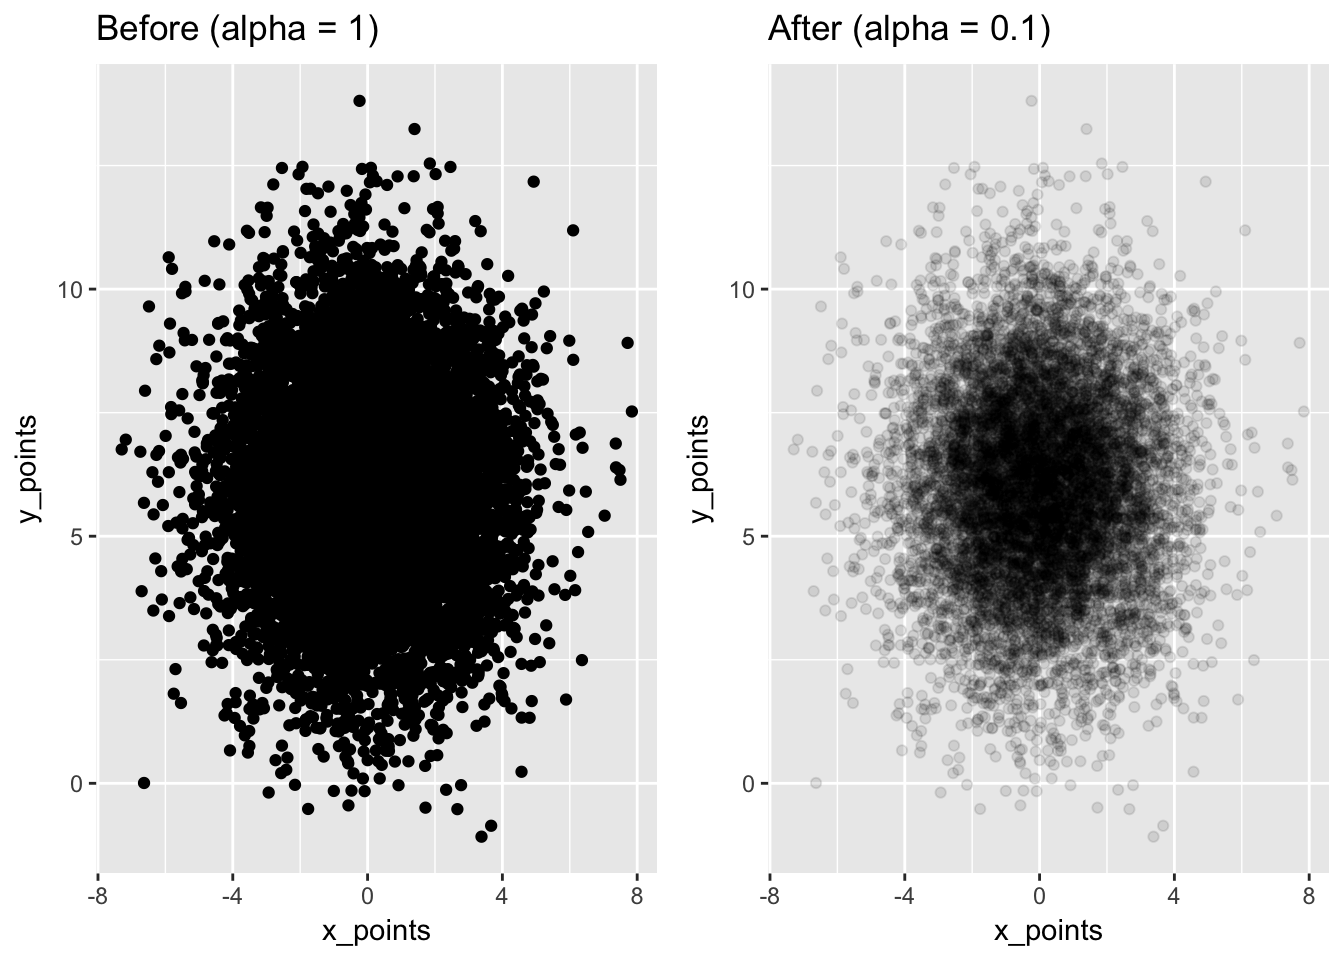 Before (alpha = 1)
10
5
0
y_points
-8 -4 0 4 8
x_points
After (alpha = 0.1)
10
5
0
y_points
-8 -4 0 4 8
x_points